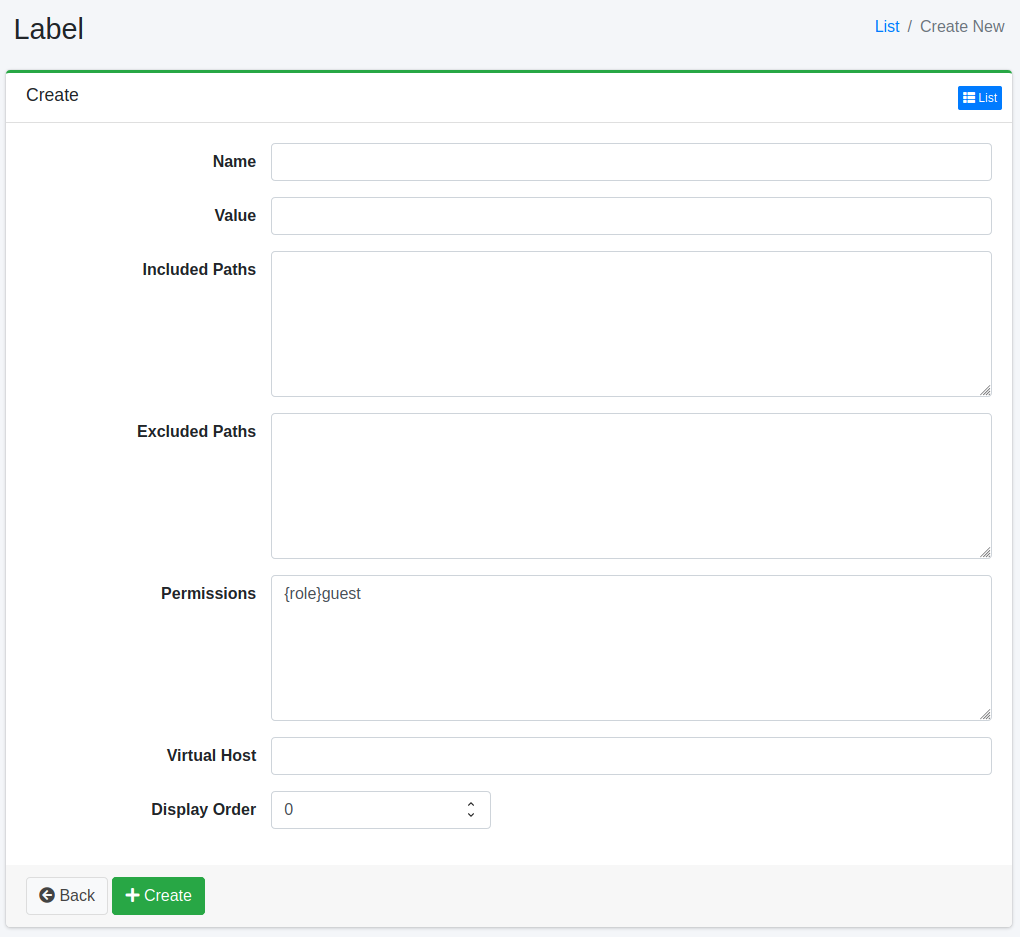 Label
List / Create New
Create
List
Name
Value
Included Paths
Excluded Paths
Permissions {role}guest
Virtual Host
Display Order 0
Back Create